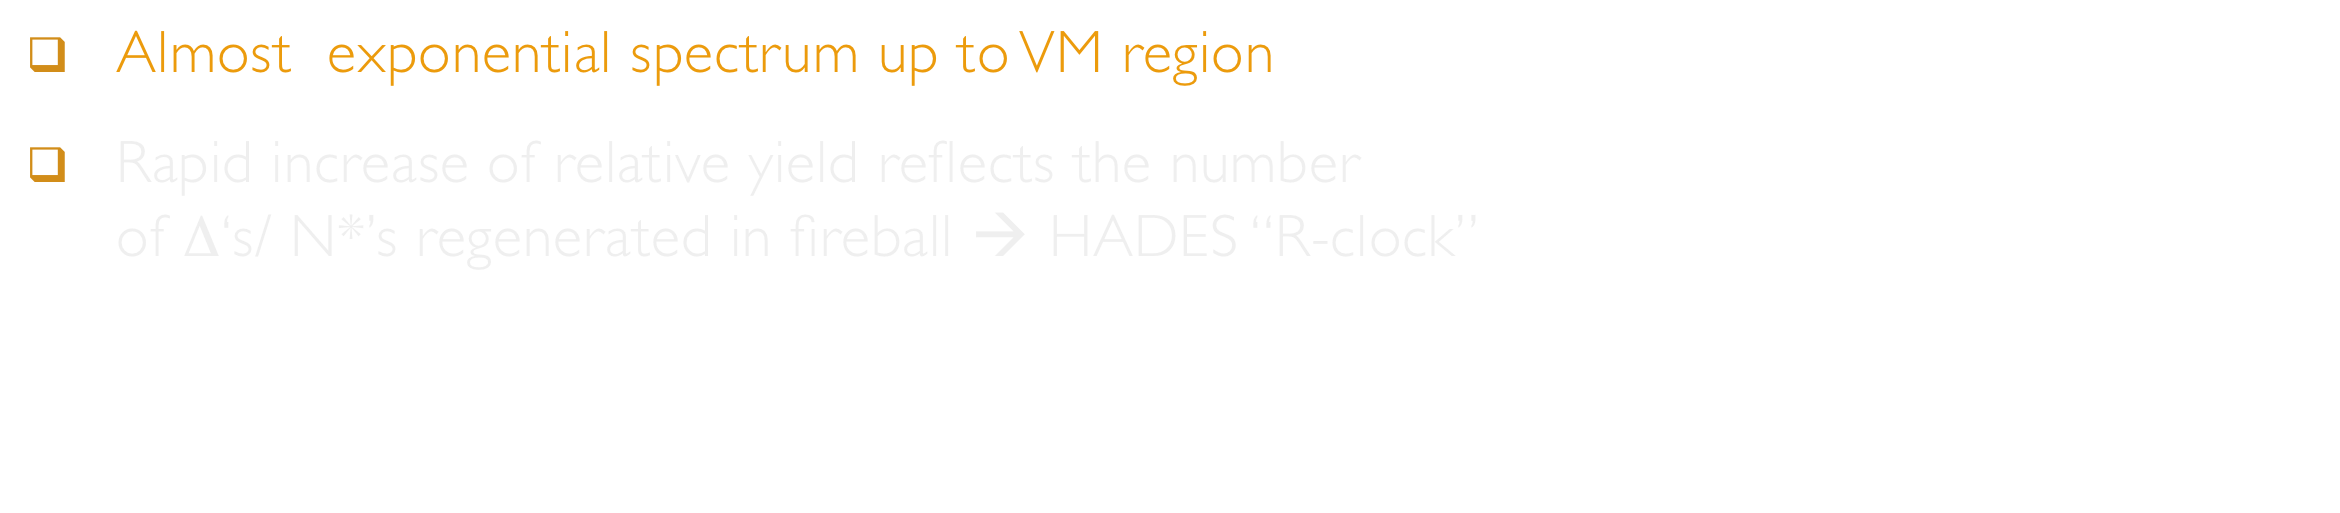 ❑ Almost exponential spectrum up to VM region
❑ Rapid increase of relative yield reflects the number
of Δ‘s/ N*’s regenerated in fireball → HADES “R-clock”